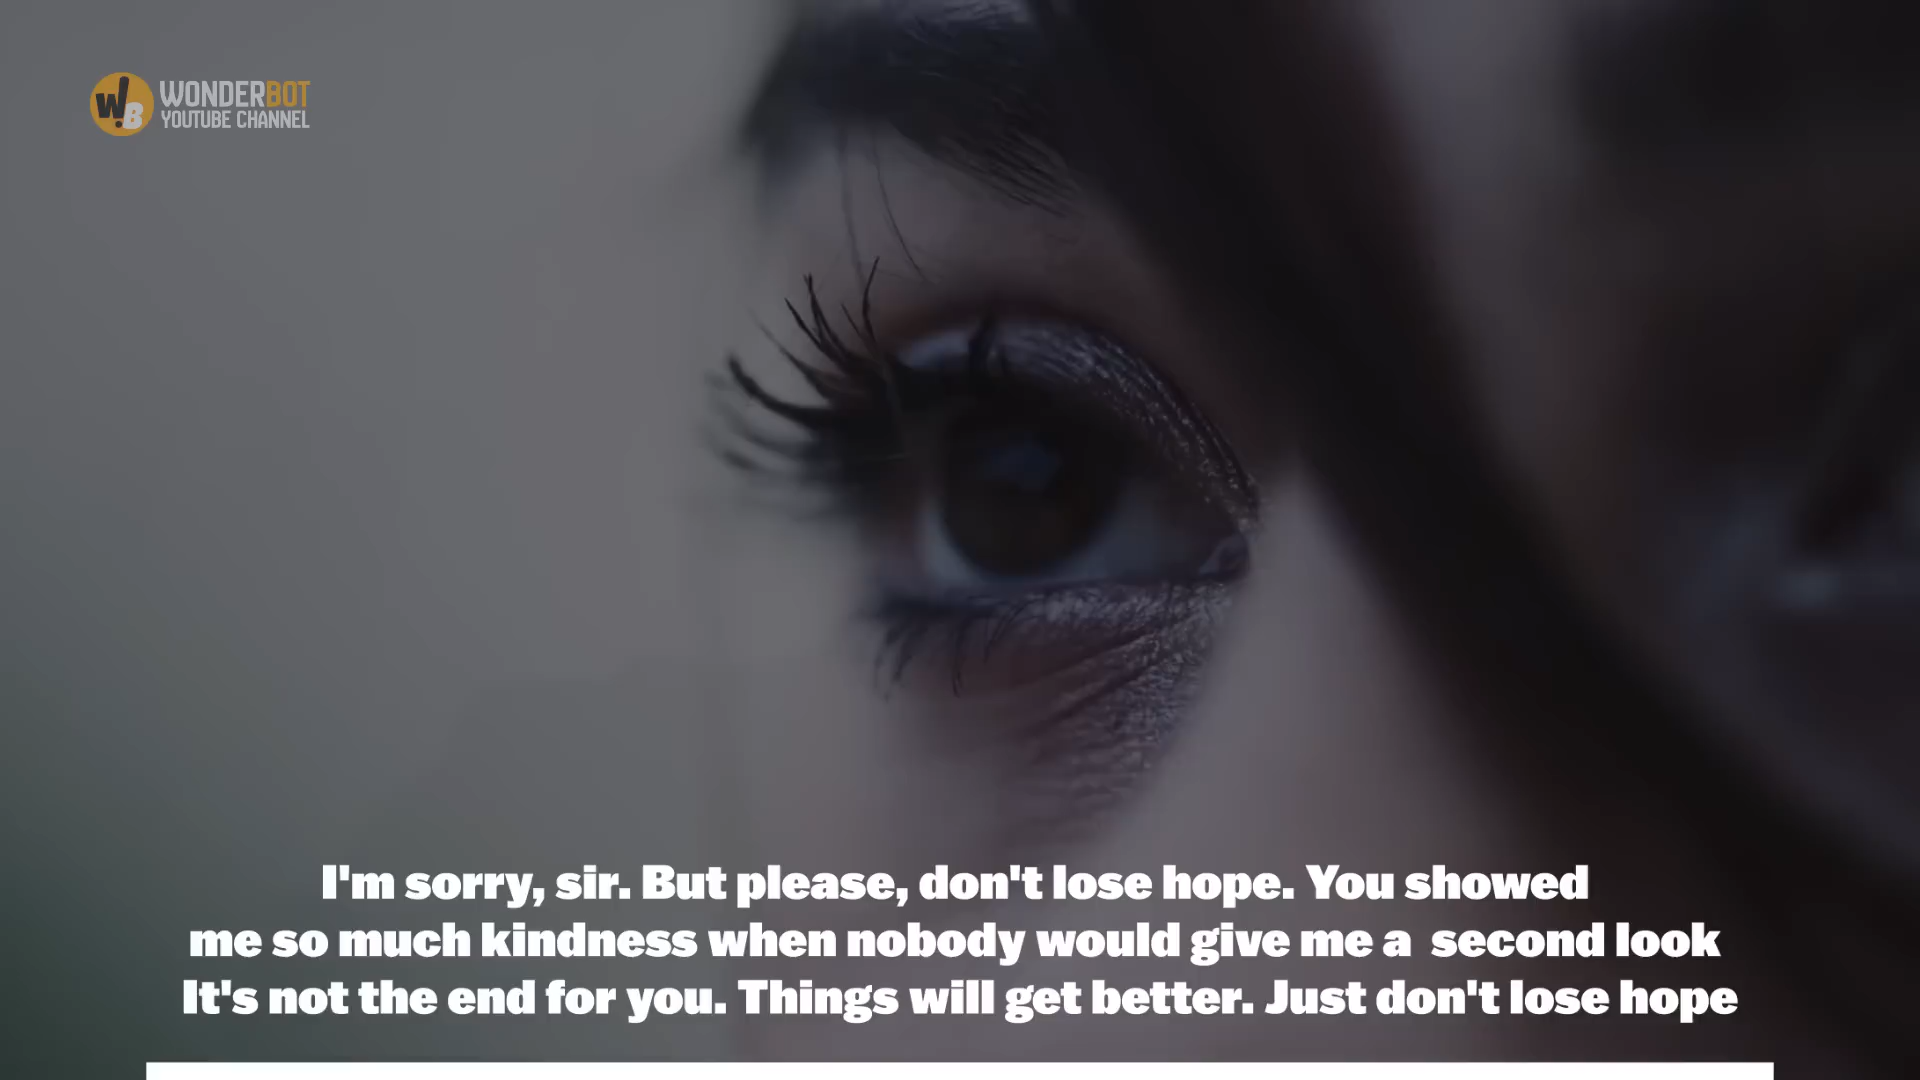 W!B
WONDERBOT
YOUTUBE CHANNEL
I'm sorry, sir. But please, don't lose hope. You showed
me so much kindness when nobody would give me a  second look
It's not the end for you. Things will get better. Just don't lose hope